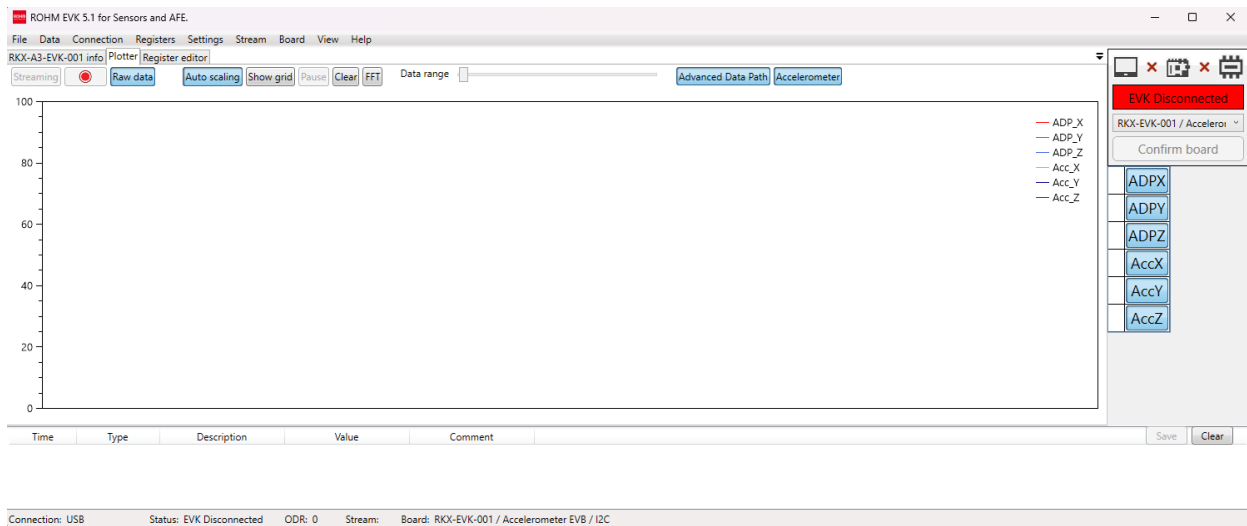 ROHM EVK 5.1 for Sensors and AFE.
File Data Connection Registers Settings Stream Board View Help
RKX-A3-EVK-001 info Plotter Register editor
Streaming Raw data Auto scaling Show grid Pause Clear FFT Data range Advanced Data Path Accelerometer
EVK Disconnected
RKX-EVK-001 / Acceleror
Confirm board
100
80
60
40
20
0
ADP_X
ADP_Y
ADP_Z
Acc_X
Acc_Y
Acc_Z
ADPX
ADPY
ADPZ
AccX
AccY
AccZ
Time Type Description Value Comment Save Clear
Connection: USB Status: EVK Disconnected ODR: 0 Stream: Board: RKX-EVK-001 / Accelerometer EVB / I2C